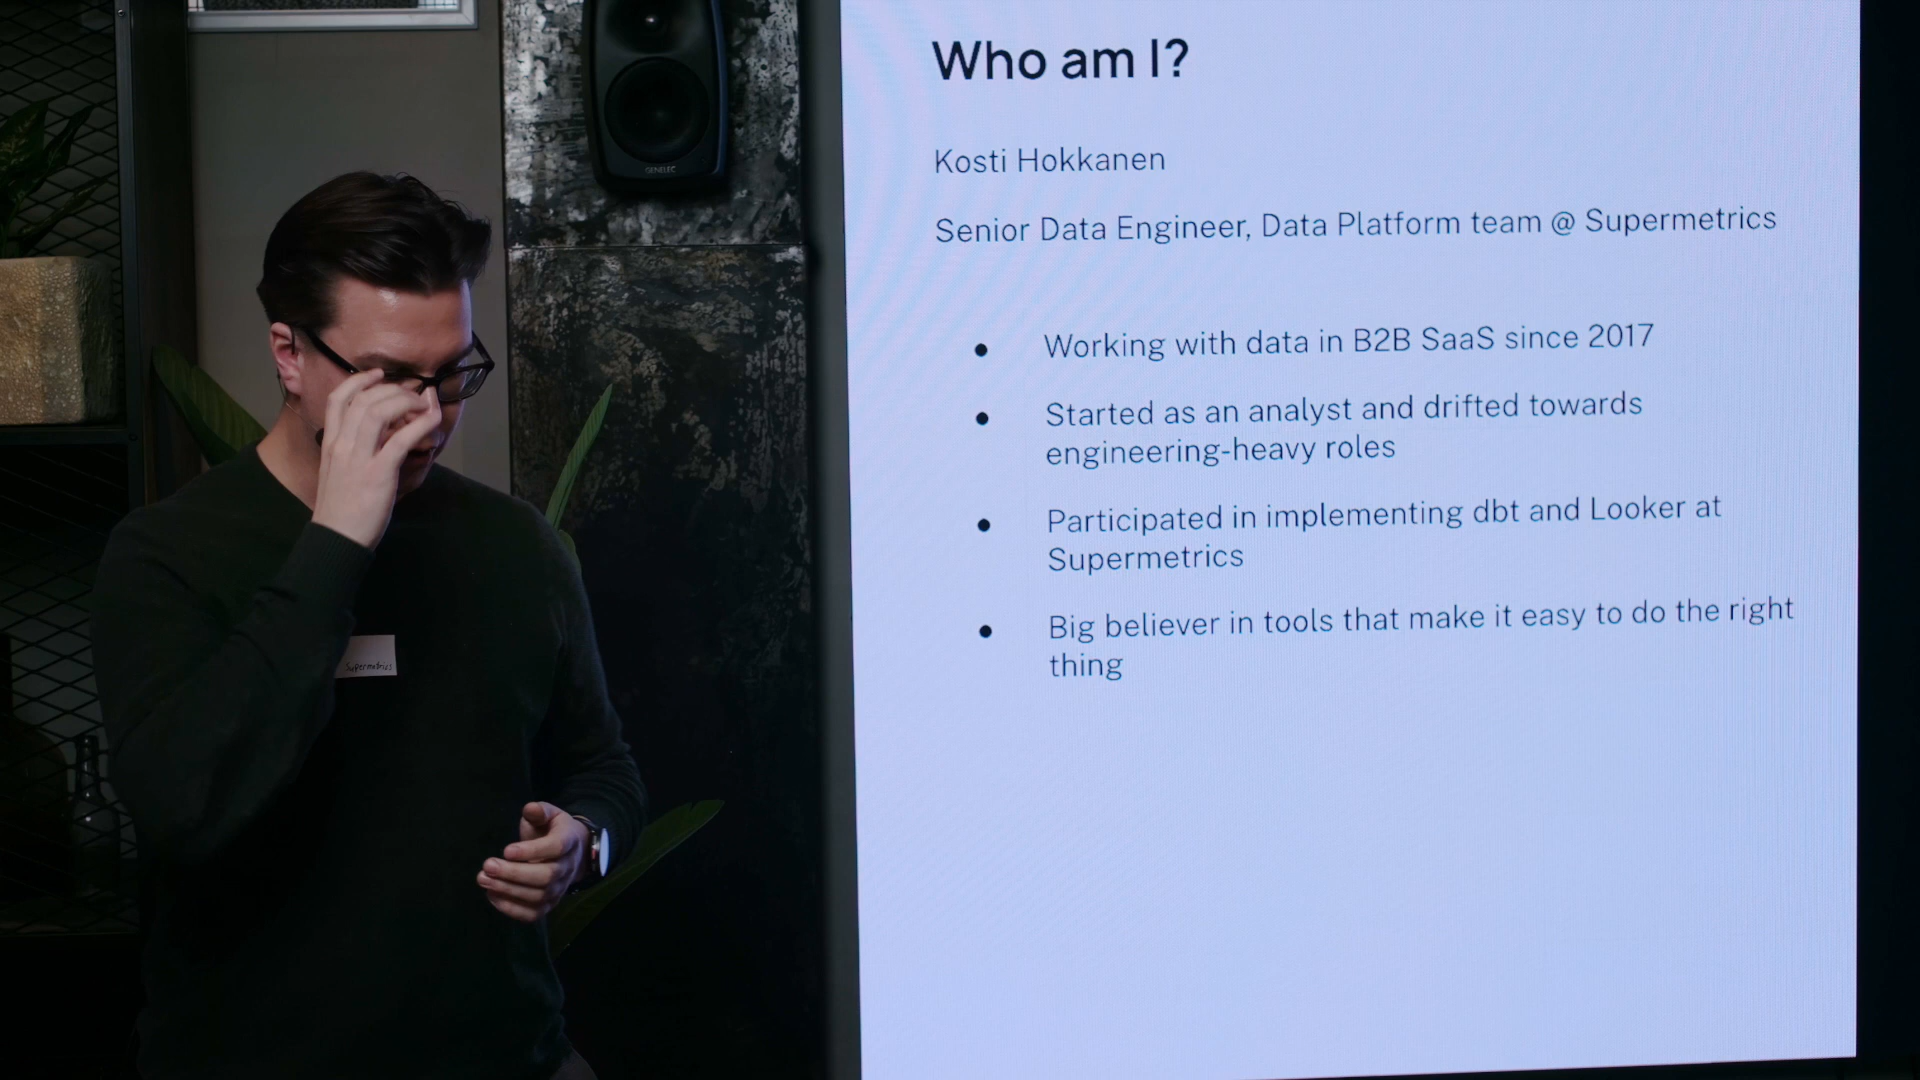 Who am I?
Kosti Hokkanen
Senior Data Engineer, Data Platform team @ Supermetrics
● Working with data in B2B SaaS since 2017
● Started as an analyst and drifted towards
engineering-heavy roles
● Participated in implementing dbt and Looker at
Supermetrics
● Big believer in tools that make it easy to do the right
thing
GENELEC
Supermetrics